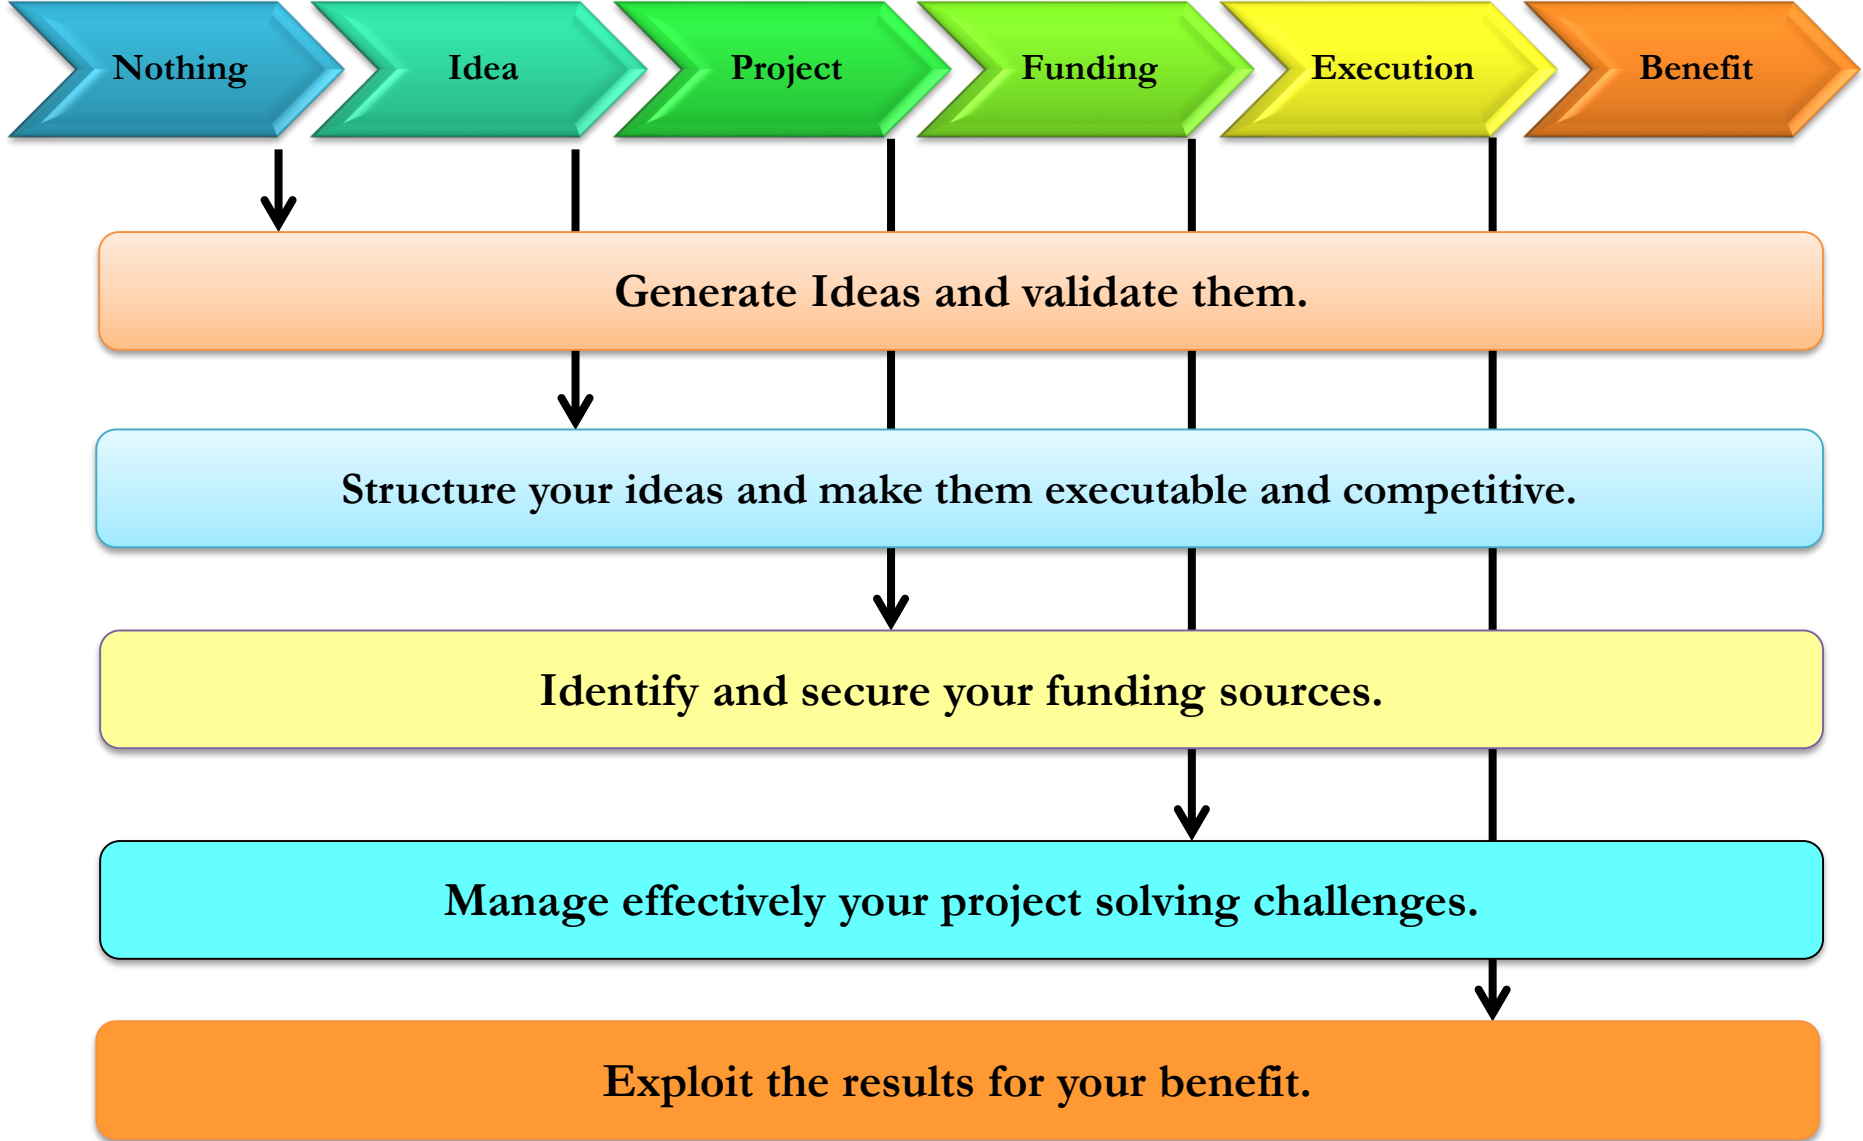 Nothing
Idea
Project
Funding
Execution
Benefit
Generate Ideas and validate them.
Structure your ideas and make them executable and competitive.
Identify and secure your funding sources.
Manage effectively your project solving challenges.
Exploit the results for your benefit.